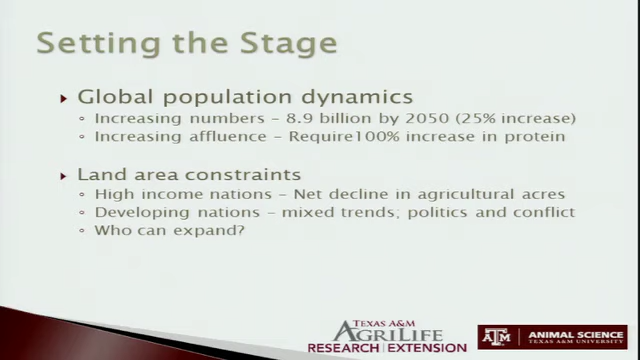 Setting the Stage
Global population dynamics
Increasing numbers – 8.9 billion by 2050 (25% increase)
Increasing affluence – Require100% increase in protein
Land area constraints
High income nations – Net decline in agricultural acres
Developing nations – mixed trends; politics and conflict
Who can expand?
TEXAS A&M
AGRILIFE
RESEARCH | EXTENSION
ATM
ANIMAL SCIENCE
TEXAS A&M UNIVERSITY